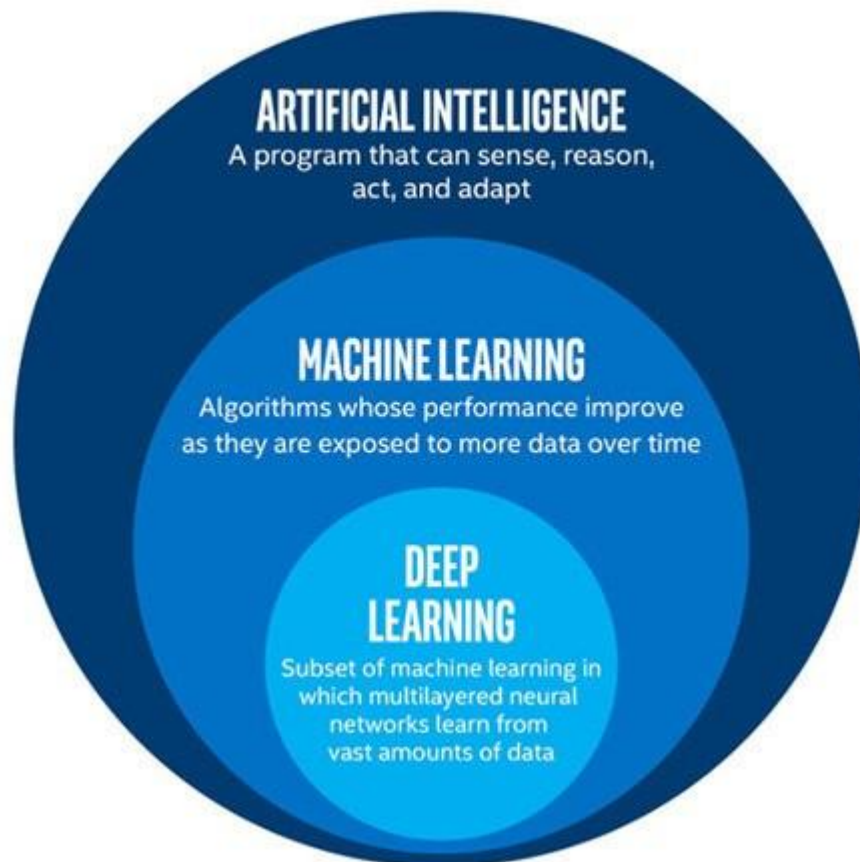 ARTIFICIAL INTELLIGENCE
A program that can sense, reason,
act, and adapt
MACHINE LEARNING
Algorithms whose performance improve
as they are exposed to more data over time
DEEP
LEARNING
Subset of machine learning in
which multilayered neural
networks learn from
vast amounts of data